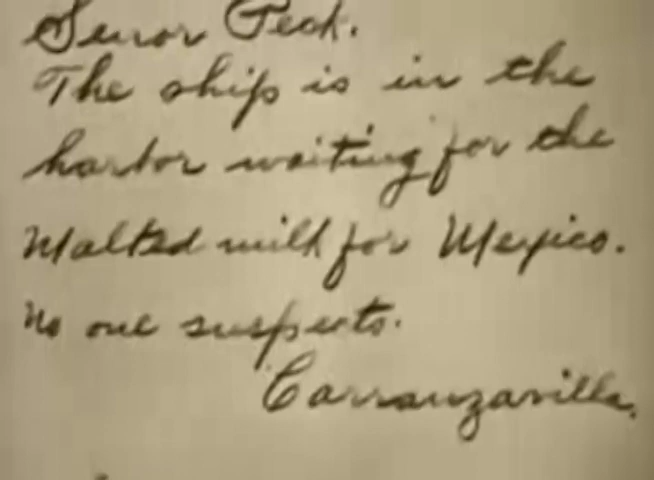 Senor Peck.
The ship is in the
harbor waiting for the
Malted milk for Mexico.
No one suspects.
Carranzavilla.